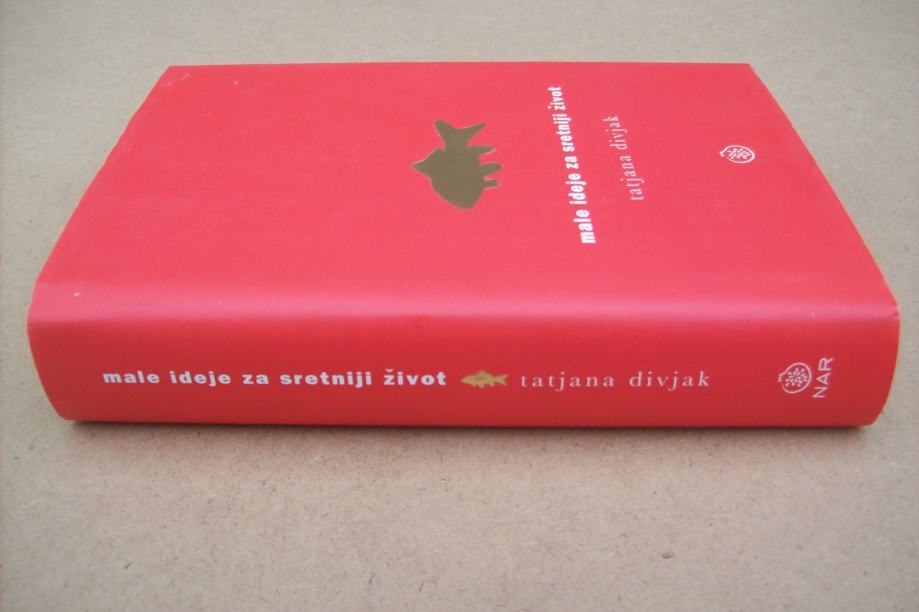 male ideje za sretniji život
tatjana divjak
male ideje za sretniji život tatjana divjak
NAR